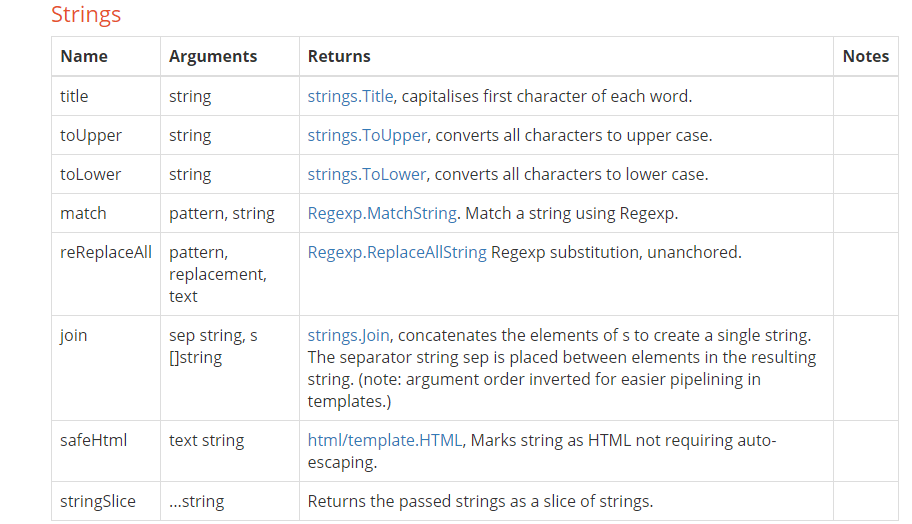 Strings
Name Arguments Returns Notes
title string strings.Title, capitalises first character of each word.
toUpper string strings.ToUpper, converts all characters to upper case.
toLower string strings.ToLower, converts all characters to lower case.
match pattern, string Regexp.MatchString. Match a string using Regexp.
reReplaceAll pattern, Regexp.ReplaceAllString Regexp substitution, unanchored.
replacement,
text
join sep string, s strings.Join, concatenates the elements of s to create a single string.
[]string The separator string sep is placed between elements in the resulting
string. (note: argument order inverted for easier pipelining in
templates.)
safeHtml text string html/template.HTML, Marks string as HTML not requiring auto-
escaping.
stringSlice ...string Returns the passed strings as a slice of strings.